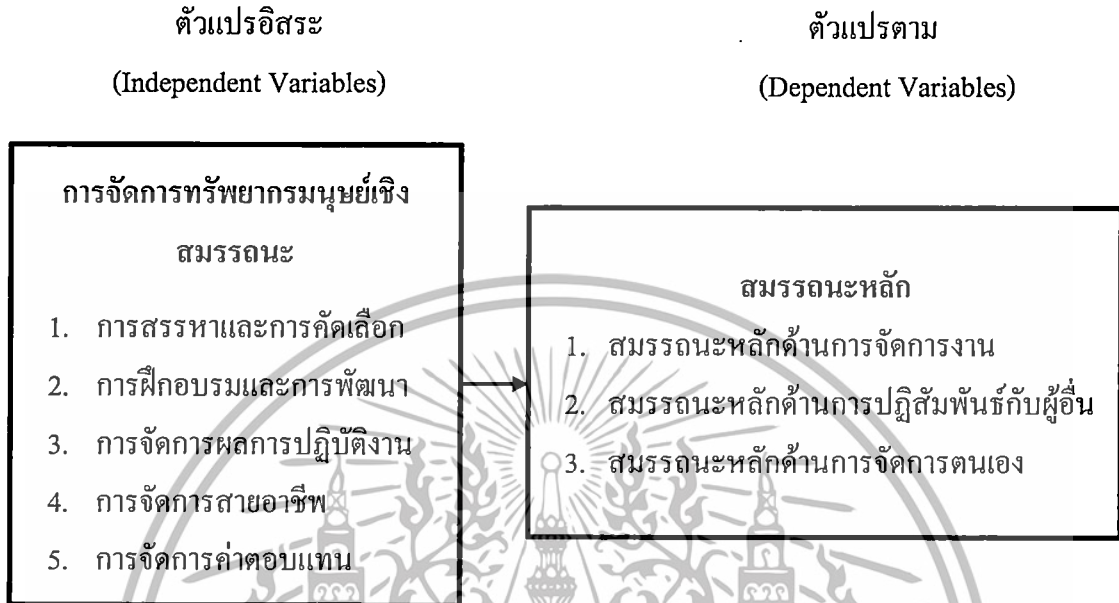 ตัวแปรอิสระ
(Independent Variables)
ตัวแปรตาม
(Dependent Variables)
การจัดการทรัพยากรมนุษย์เชิง
สมรรถนะ
1. การสรรหาและการคัดเลือก
2. การฝึกอบรมและการพัฒนา
3. การจัดการผลการปฏิบัติงาน
4. การจัดการสายอาชีพ
5. การจัดการค่าตอบแทน
สมรรถนะหลัก
1. สมรรถนะหลักด้านการจัดการงาน
2. สมรรถนะหลักด้านการปฏิสัมพันธ์กับผู้อื่น
3. สมรรถนะหลักด้านการจัดการตนเอง